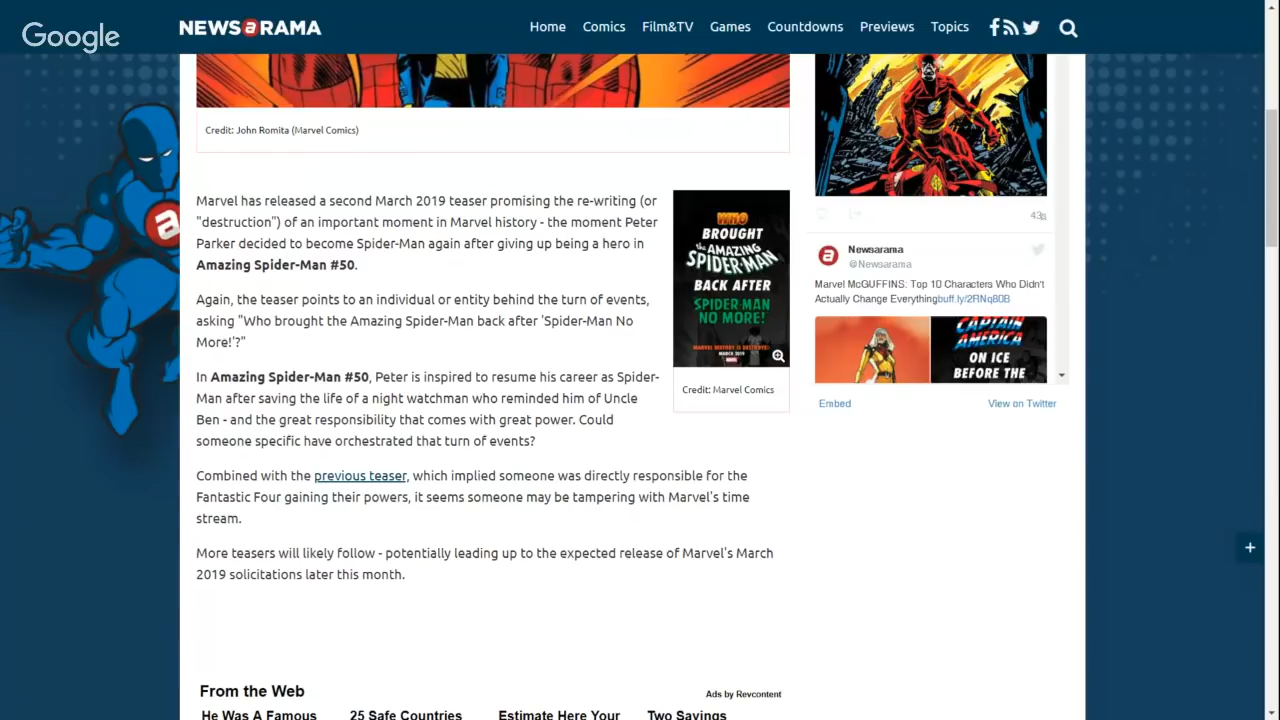 Google
NEWSaRAMA
Home Comics Film&TV Games Countdowns Previews Topics
Credit: John Romita (Marvel Comics)
Marvel has released a second March 2019 teaser promising the re-writing (or
"destruction") of an important moment in Marvel history - the moment Peter
Parker decided to become Spider-Man again after giving up being a hero in
Amazing Spider-Man #50.
Again, the teaser points to an individual or entity behind the turn of events,
asking "Who brought the Amazing Spider-Man back after 'Spider-Man No
More!'?"
In Amazing Spider-Man #50, Peter is inspired to resume his career as Spider-
Man after saving the life of a night watchman who reminded him of Uncle
Ben - and the great responsibility that comes with great power. Could
someone specific have orchestrated that turn of events?
Combined with the previous teaser, which implied someone was directly responsible for the
Fantastic Four gaining their powers, it seems someone may be tampering with Marvel's time
stream.
More teasers will likely follow - potentially leading up to the expected release of Marvel's March
2019 solicitations later this month.
WHO
BROUGHT
the AMAZING
SPIDER-MAN
BACK AFTER
SPIDER-MAN
NO MORE!
MARVEL HISTORY IS DESTROYED
MARCH 2019
MARVEL
Credit: Marvel Comics
43
Newsarama
@Newsarama
Marvel McGUFFINS: Top 10 Characters Who Didn't
Actually Change Everythingbuff.ly/2RNq80B
CAPTAIN
AMERICA
ON ICE
BEFORE THE
Embed View on Twitter
From the Web
Ads by Revcontent
He Was A Famous 25 Safe Countries Estimate Here Your Two Savings